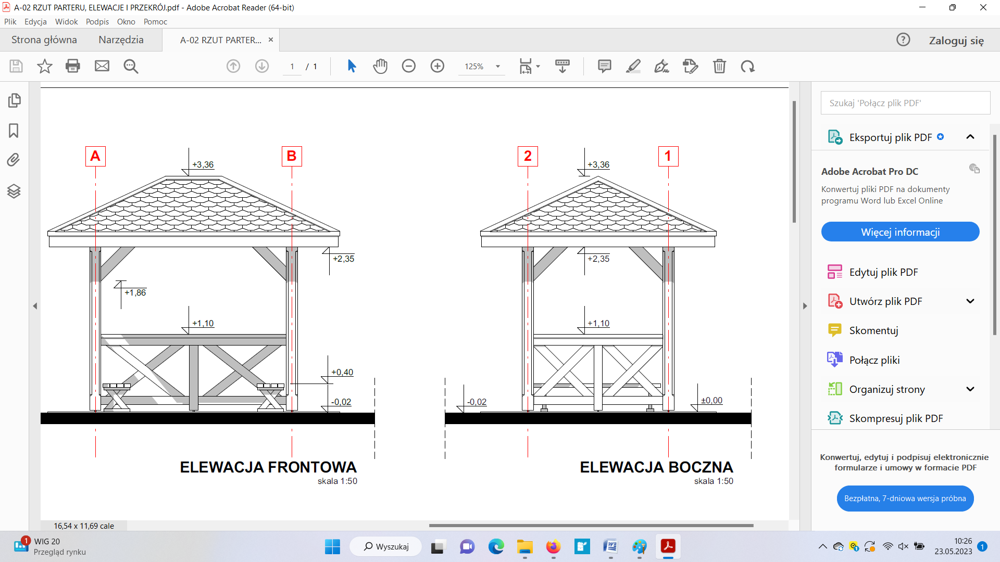 A-02 RZUT PARTERU, ELEWACJE I PRZEKRÓJ.pdf - Adobe Acrobat Reader (64-bit)
Plik Edycja Widok Podpis Okno Pomoc
Strona główna Narzędzia A-02 RZUT PARTER... × Zaloguj się
1 / 1 125%
Szukaj 'Połącz plik PDF'
Eksportuj plik PDF
Adobe Acrobat Pro DC
Konwertuj pliki PDF na dokumenty
programu Word lub Excel Online
Więcej informacji
Edytuj plik PDF
Utwórz plik PDF
Skomentuj
Połącz pliki
Organizuj strony
Skompresuj plik PDF
Konwertuj, edytuj i podpisuj elektronicznie
formularze i umowy w formacie PDF
Bezpłatna, 7-dniowa wersja próbna
A B
+3,36
+2,35
+1,86
+1,10
+0,40
-0,02
ELEWACJA FRONTOWA
skala 1:50
2 1
+3,36
+2,35
+1,10
-0,02 ±0,00
ELEWACJA BOCZNA
skala 1:50
16,54 x 11,69 cale
1 WIG 20
Przegląd rynku
Wyszukaj
10:26
23.05.2023 1